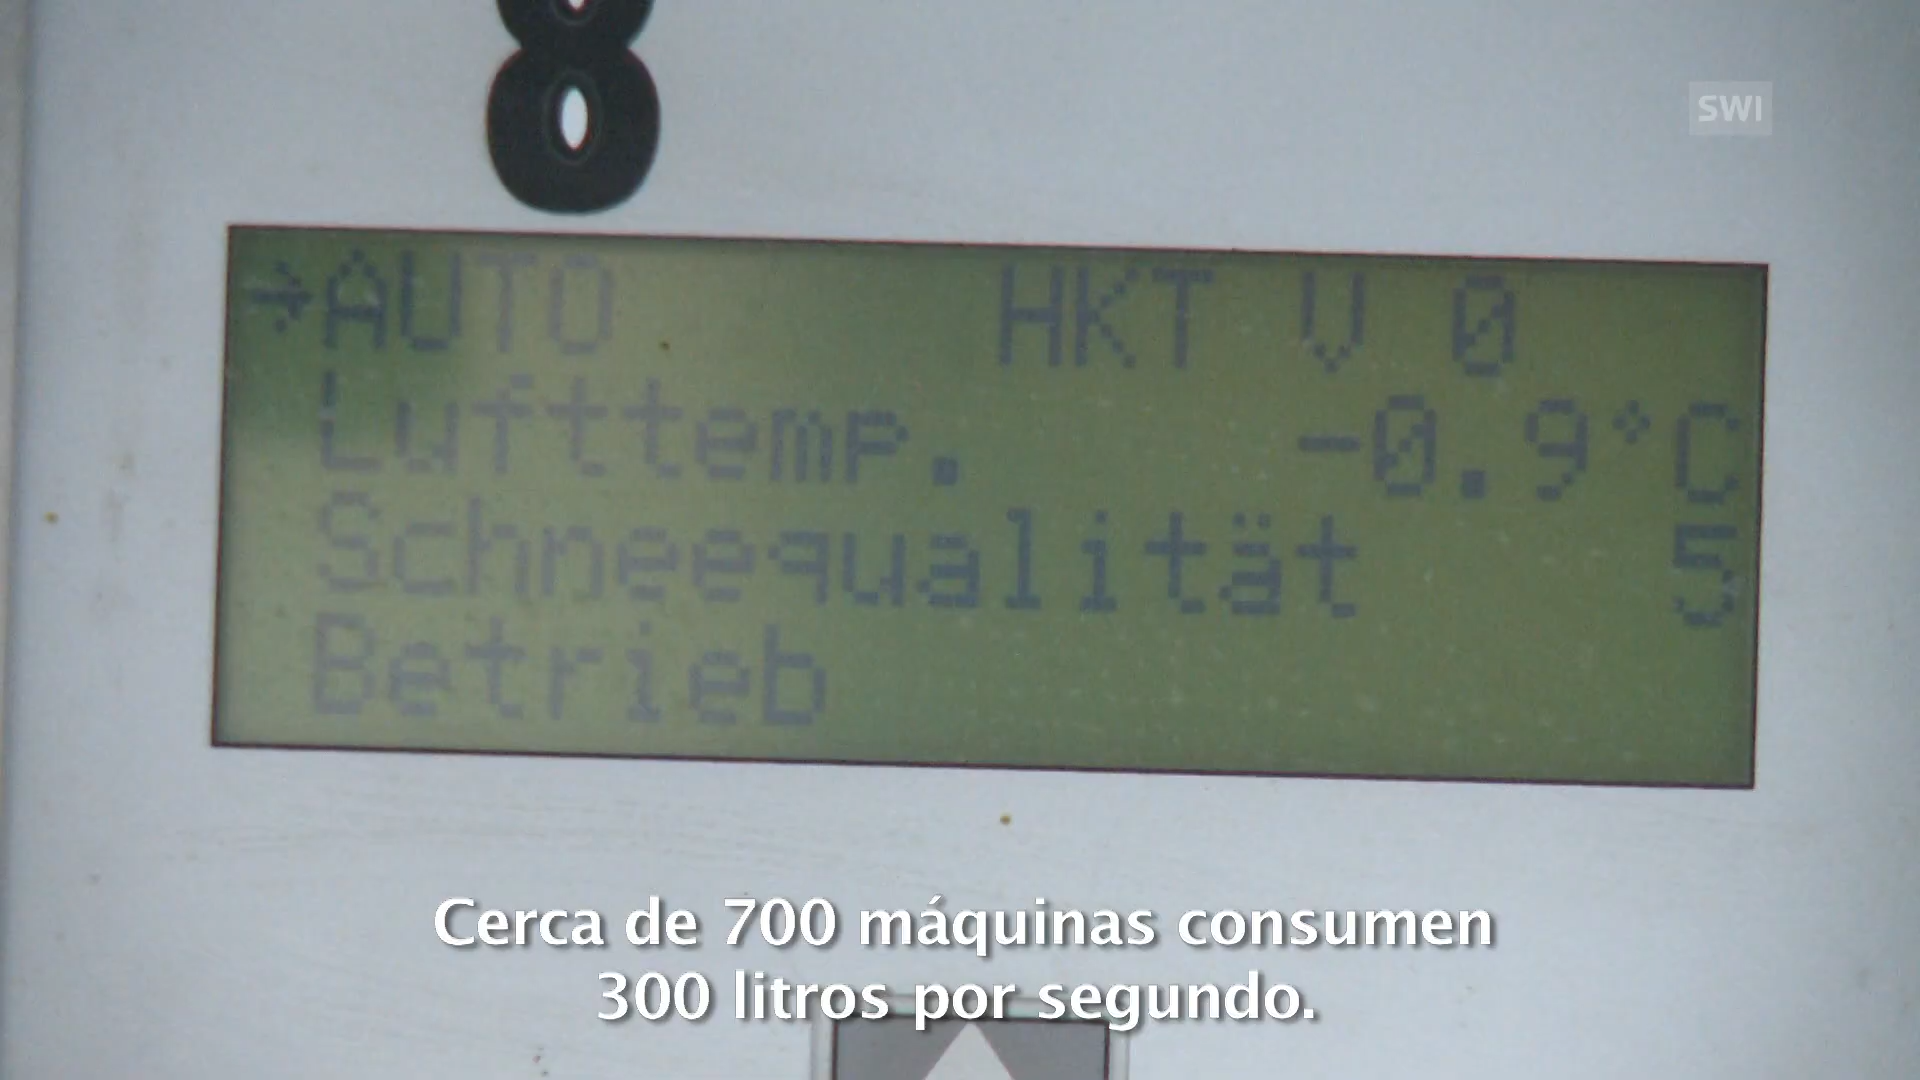 8
SWI
→AUTO HKT V 0
Lufttemp. -0.9°C
Schneequalität 5
Betrieb
Cerca de 700 máquinas consumen
300 litros por segundo.